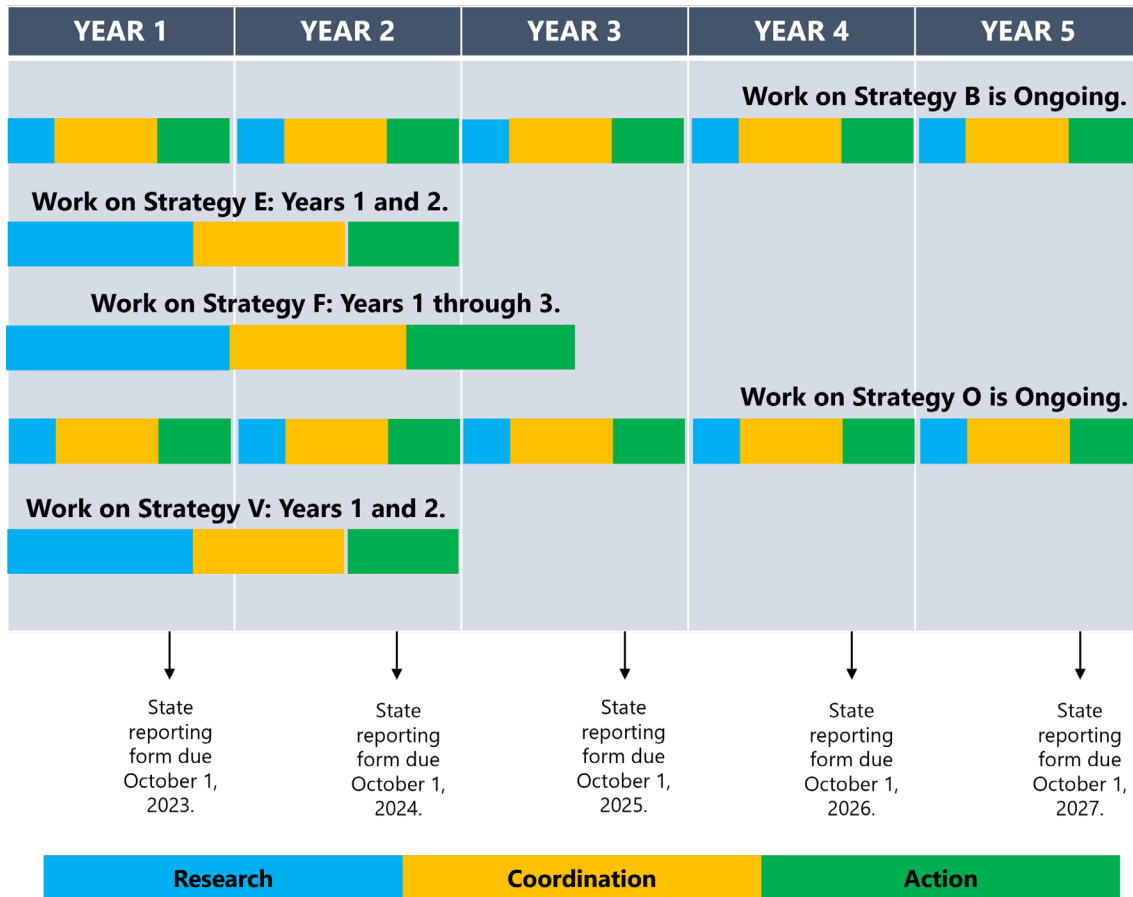 YEAR 1 YEAR 2 YEAR 3 YEAR 4 YEAR 5
Work on Strategy B is Ongoing.
Work on Strategy E: Years 1 and 2.
Work on Strategy F: Years 1 through 3.
Work on Strategy O is Ongoing.
Work on Strategy V: Years 1 and 2.
State
reporting
form due
October 1,
2023.
State
reporting
form due
October 1,
2024.
State
reporting
form due
October 1,
2025.
State
reporting
form due
October 1,
2026.
State
reporting
form due
October 1,
2027.
Research Coordination Action